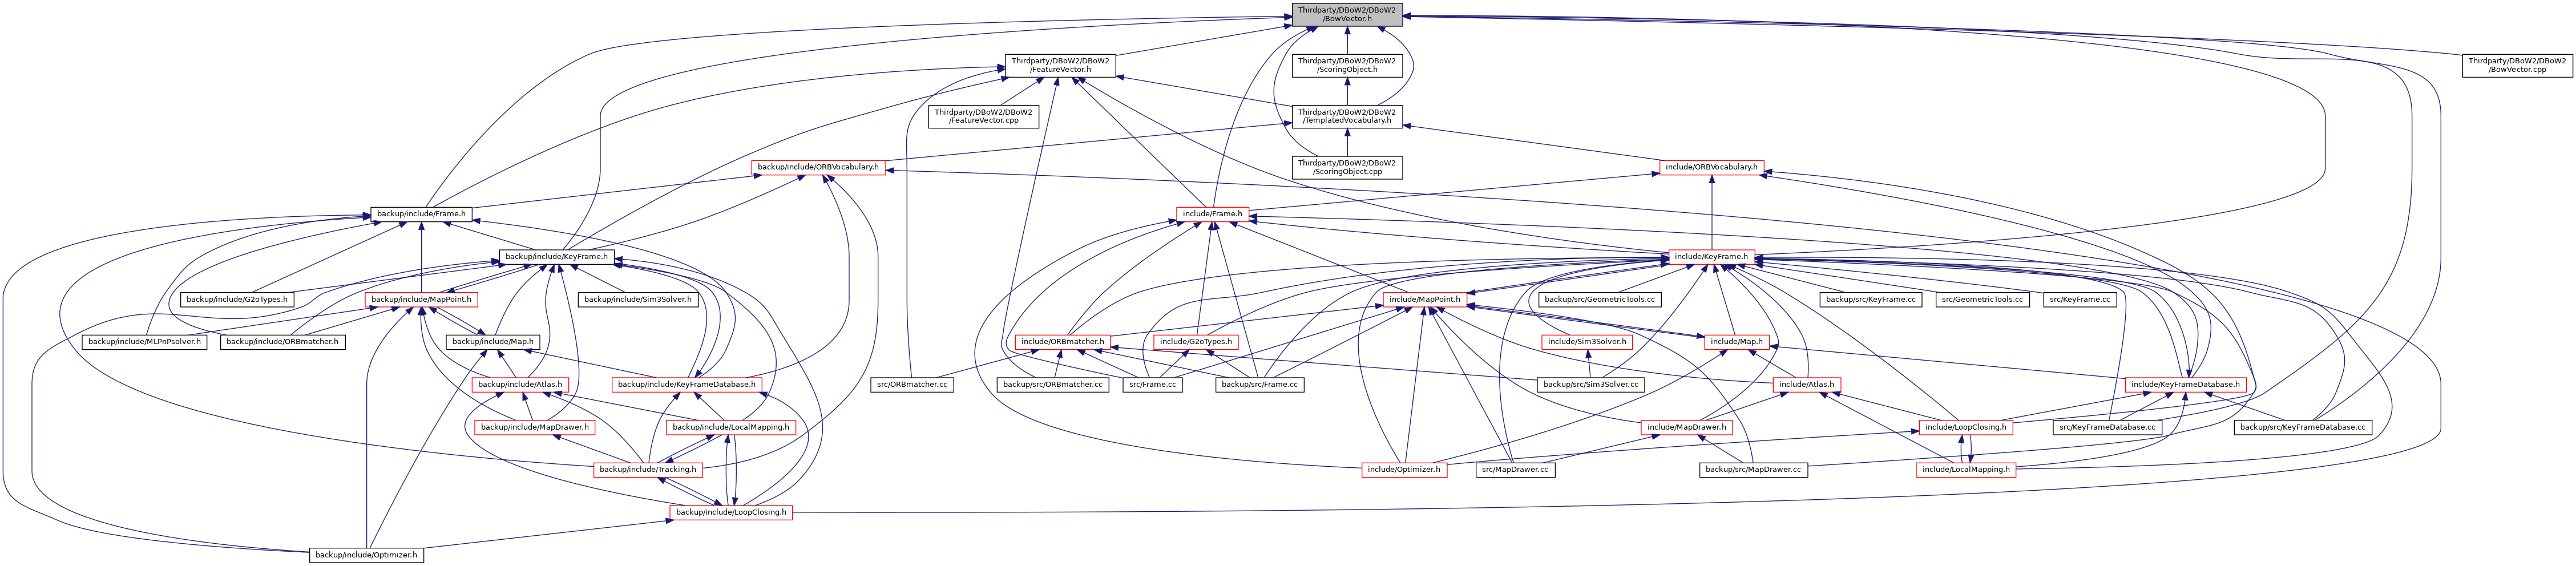 Thirdparty/DBoW2/DBoW2
/BowVector.h
Thirdparty/DBoW2/DBoW2
/FeatureVector.h
Thirdparty/DBoW2/DBoW2
/ScoringObject.h
Thirdparty/DBoW2/DBoW2
/BowVector.cpp
Thirdparty/DBoW2/DBoW2
/FeatureVector.cpp
Thirdparty/DBoW2/DBoW2
/TemplatedVocabulary.h
backup/include/ORBVocabulary.h
Thirdparty/DBoW2/DBoW2
/ScoringObject.cpp
include/ORBVocabulary.h
backup/include/Frame.h
include/Frame.h
backup/include/KeyFrame.h
include/KeyFrame.h
backup/include/G2oTypes.h
backup/include/MapPoint.h
backup/include/Sim3Solver.h
include/MapPoint.h
backup/src/GeometricTools.cc
backup/src/KeyFrame.cc
src/GeometricTools.cc
src/KeyFrame.cc
backup/include/MLPnPsolver.h
backup/include/ORBmatcher.h
backup/include/Map.h
include/ORBmatcher.h
include/G2oTypes.h
include/Sim3Solver.h
include/Map.h
backup/include/Atlas.h
backup/include/KeyFrameDatabase.h
src/ORBmatcher.cc
backup/src/ORBmatcher.cc
src/Frame.cc
backup/src/Frame.cc
backup/src/Sim3Solver.cc
include/Atlas.h
include/KeyFrameDatabase.h
backup/include/MapDrawer.h
backup/include/LocalMapping.h
include/MapDrawer.h
include/LoopClosing.h
src/KeyFrameDatabase.cc
backup/src/KeyFrameDatabase.cc
backup/include/Tracking.h
include/Optimizer.h
src/MapDrawer.cc
backup/src/MapDrawer.cc
include/LocalMapping.h
backup/include/LoopClosing.h
backup/include/Optimizer.h